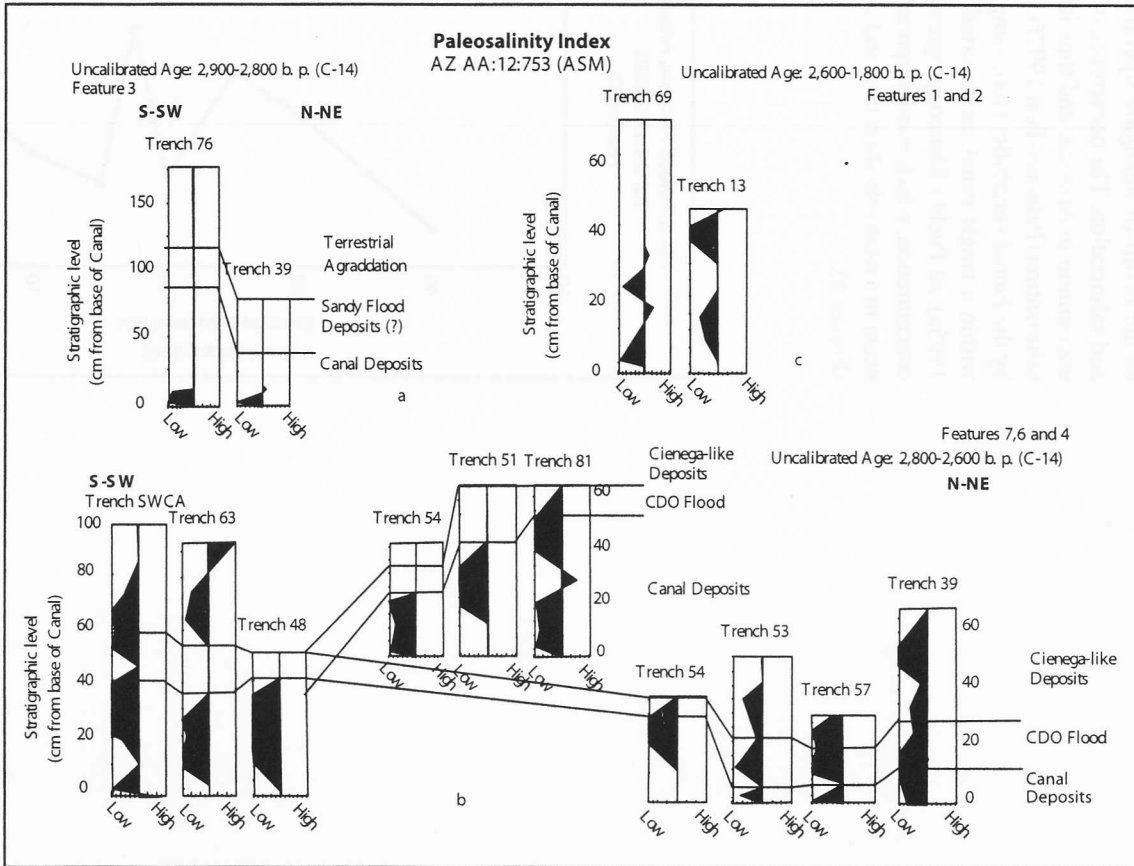 Paleosalinity Index
AZ AA:12:753 (ASM)
Uncalibrated Age: 2,900-2,800 b. p. (C-14)
Feature 3
S-SW
N-NE
Trench 76
Trench 39
Stratigraphic level
(cm from base of Canal)
150
100
50
0
Terrestrial
Agraddation
Sandy Flood
Deposits (?)
Canal Deposits
Low
High
Low
High
a
Uncalibrated Age: 2,600-1,800 b. p. (C-14)
Features 1 and 2
Trench 69
Trench 13
Stratigraphic level
(cm from base of Canal)
60
40
20
0
Low
High
Low
High
c
Features 7,6 and 4
Uncalibrated Age: 2,800-2,600 b. p. (C-14)
S-SW
N-NE
Trench SWCA
Trench 63
Trench 48
Stratigraphic level
(cm from base of Canal)
100
80
60
40
20
0
Low
High
Low
High
Low
High
Trench 54
Trench 51
Trench 81
60
40
20
0
Low
High
Low
High
Low
High
Cienega-like
Deposits
CDO Flood
Canal Deposits
b
Trench 54
Trench 53
Trench 57
Trench 39
60
40
20
0
Low
High
Low
High
Low
High
Low
High
Cienega-like
Deposits
CDO Flood
Canal
Deposits